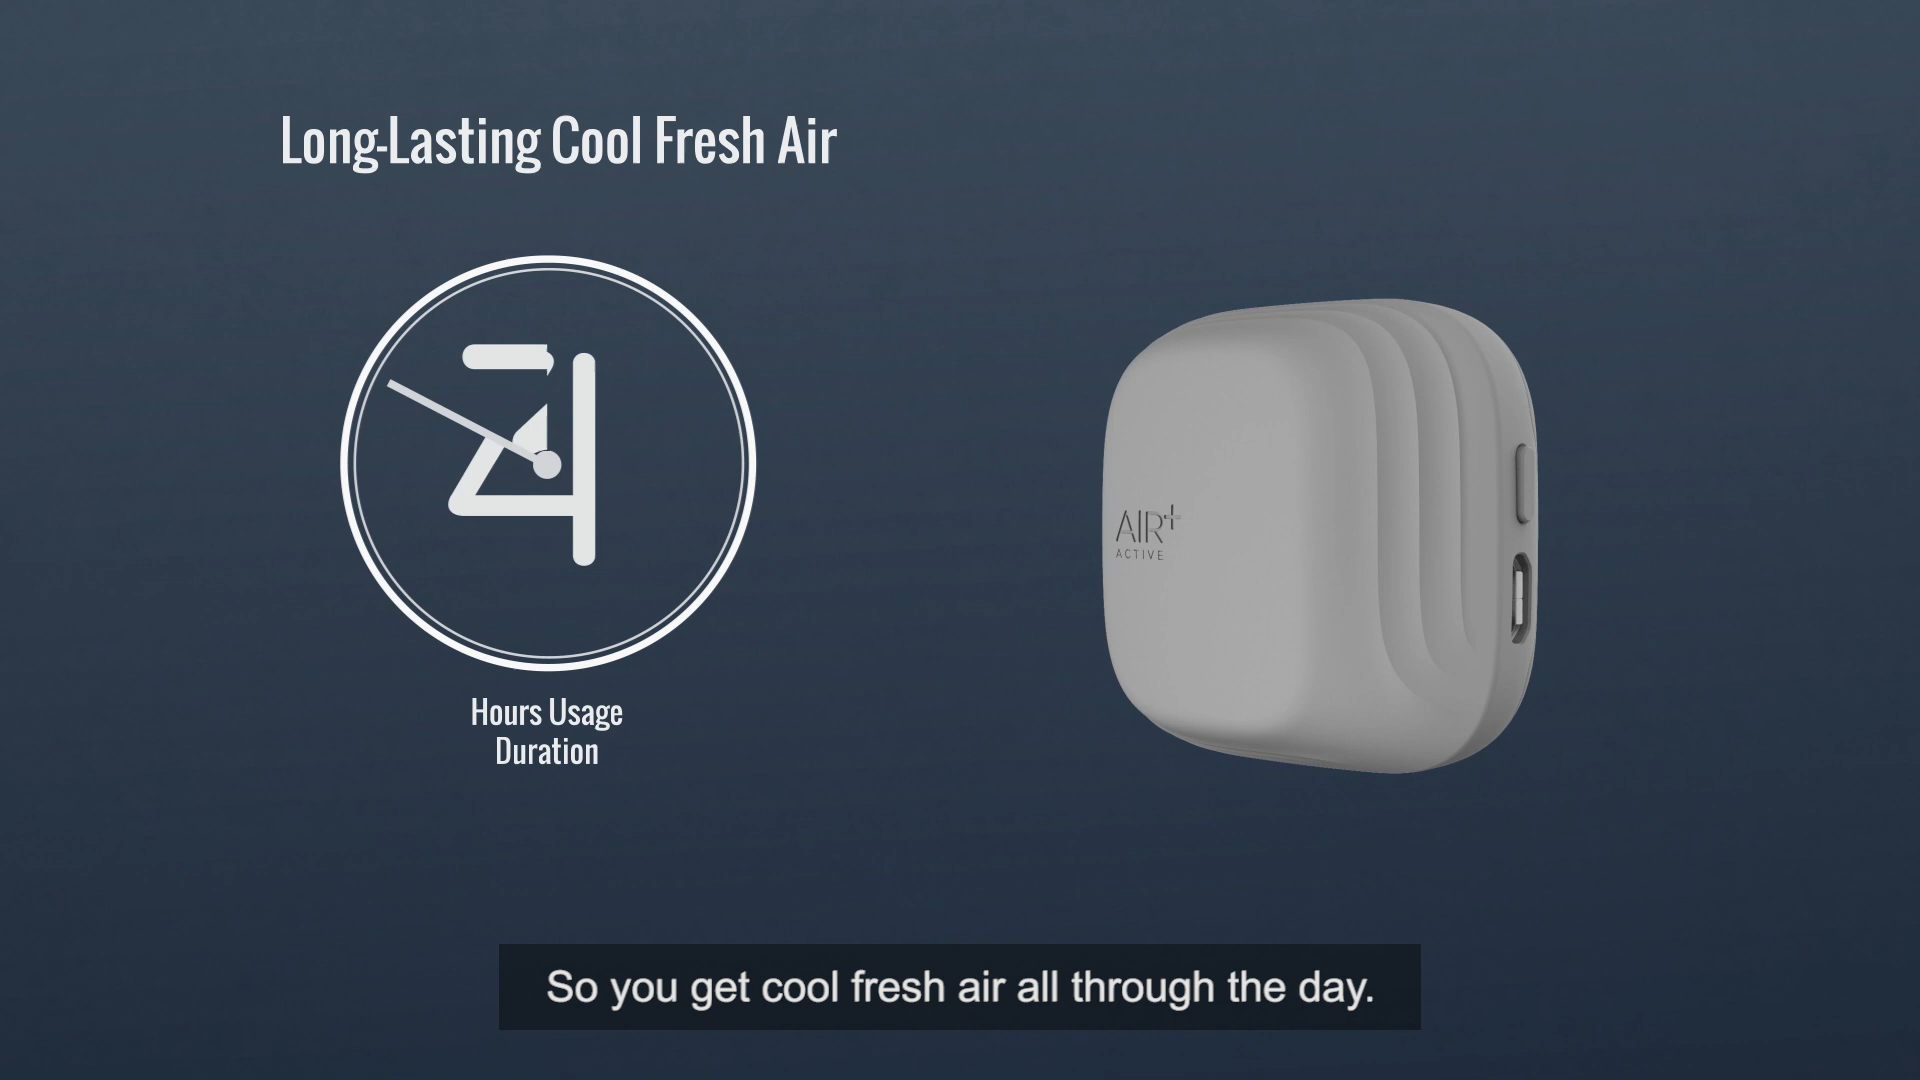 Long-Lasting Cool Fresh Air
Hours Usage
Duration
AIR+
ACTIVE
So you get cool fresh air all through the day.